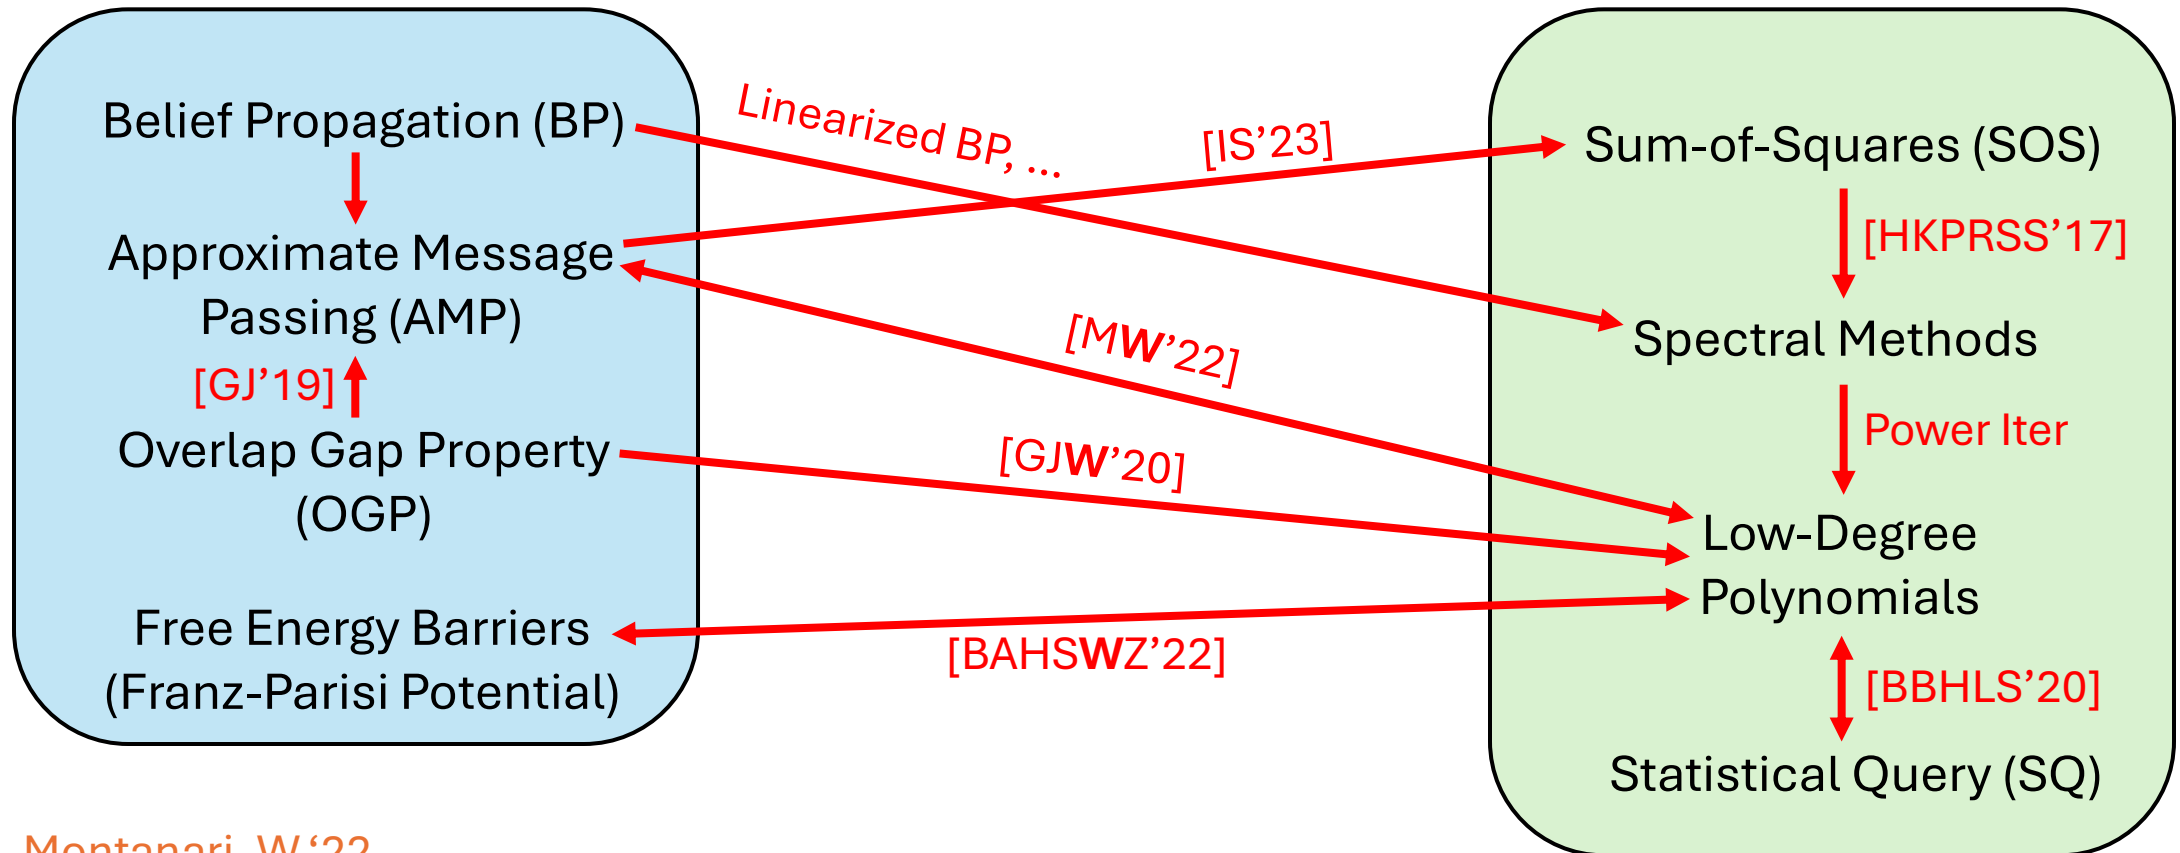 Belief Propagation (BP)
Approximate Message
Passing (AMP)
[GJ’19]
Overlap Gap Property
(OGP)
Free Energy Barriers
(Franz-Parisi Potential)
Linearized BP, ...
[IS’23]
[MW’22]
[GJW’20]
[BAHSWZ’22]
Sum-of-Squares (SOS)
[HKPRSS’17]
Spectral Methods
Power Iter
Low-Degree
Polynomials
[BBHLS’20]
Statistical Query (SQ)
Montanari, W ‘22